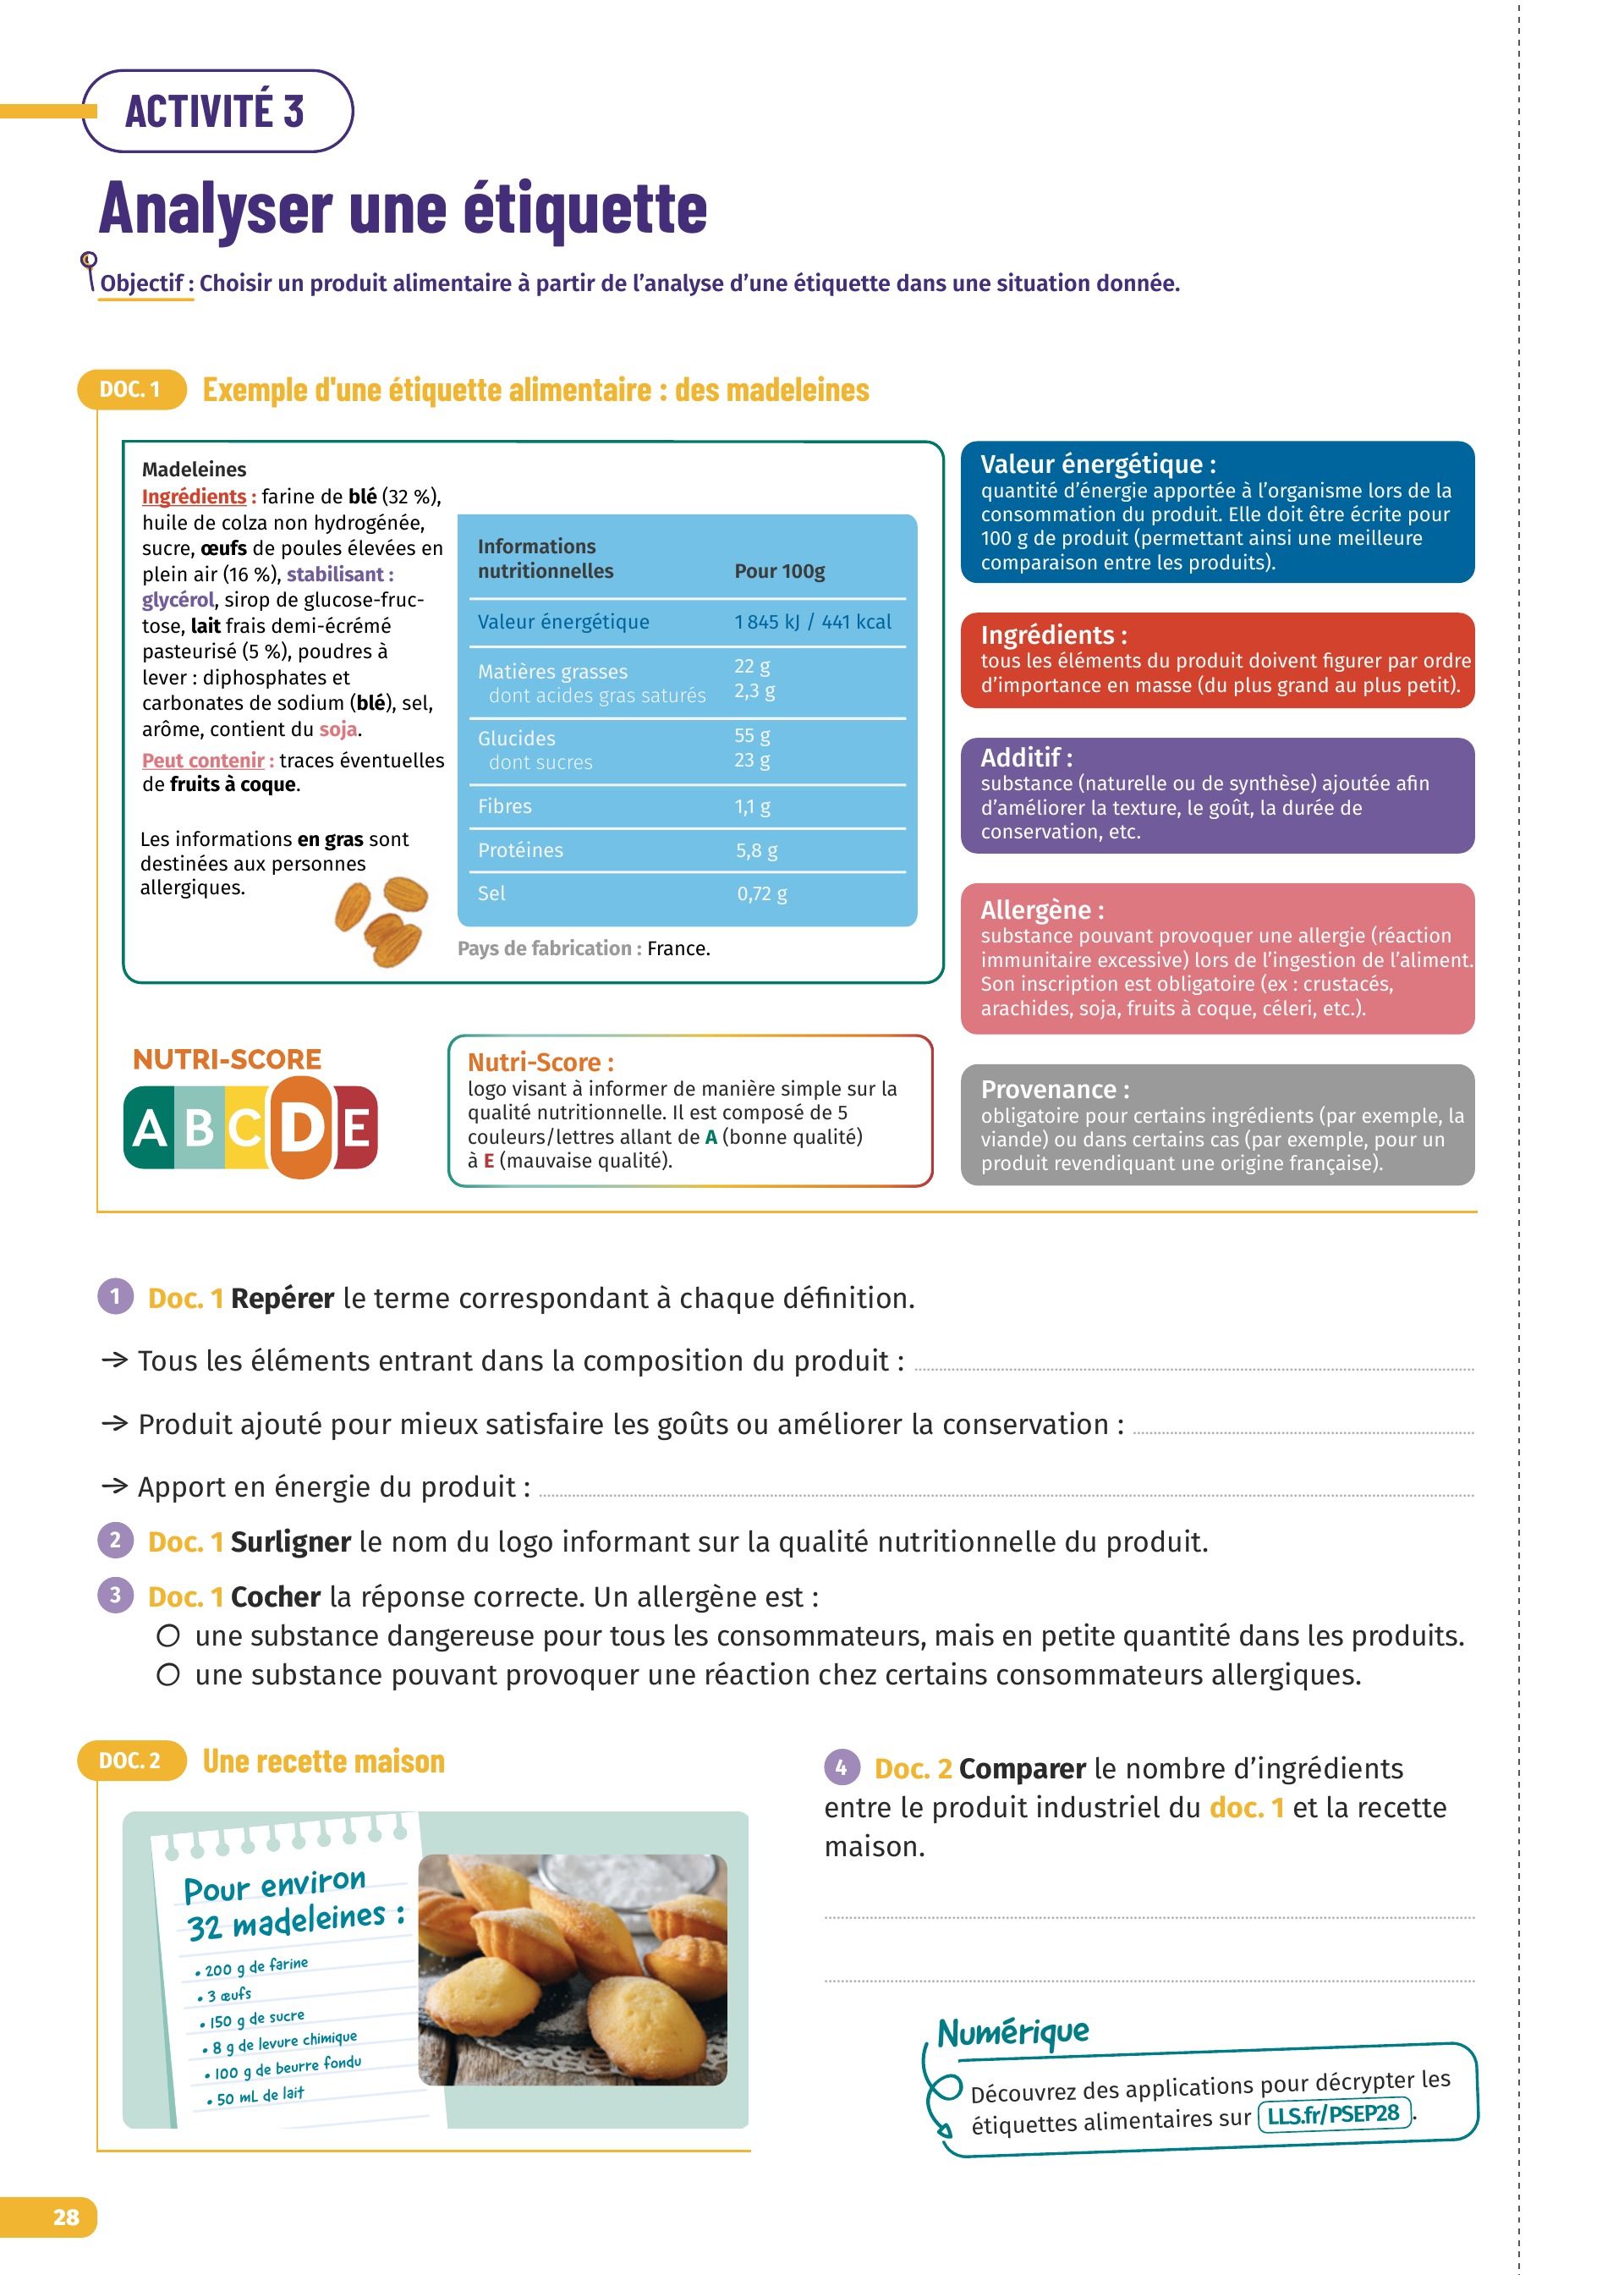 ACTIVITÉ 3
Analyser une étiquette
Objectif : Choisir un produit alimentaire à partir de l’analyse d’une étiquette dans une situation donnée.
DOC. 1 Exemple d'une étiquette alimentaire : des madeleines
Madeleines
Ingrédients : farine de blé (32 %),
huile de colza non hydrogénée,
sucre, œufs de poules élevées en
plein air (16 %), stabilisant :
glycérol, sirop de glucose-fruc-
tose, lait frais demi-écrémé
pasteurisé (5 %), poudres à
lever : diphosphates et
carbonates de sodium (blé), sel,
arôme, contient du soja.
Peut contenir : traces éventuelles
de fruits à coque.
Les informations en gras sont
destinées aux personnes
allergiques.
Informations
nutritionnelles Pour 100g
Valeur énergétique 1 845 kJ / 441 kcal
Matières grasses 22 g
dont acides gras saturés 2,3 g
Glucides 55 g
dont sucres 23 g
Fibres 1,1 g
Protéines 5,8 g
Sel 0,72 g
Pays de fabrication : France.
Valeur énergétique :
quantité d’énergie apportée à l’organisme lors de la
consommation du produit. Elle doit être écrite pour
100 g de produit (permettant ainsi une meilleure
comparaison entre les produits).
Ingrédients :
tous les éléments du produit doivent figurer par ordre
d’importance en masse (du plus grand au plus petit).
Additif :
substance (naturelle ou de synthèse) ajoutée afin
d’améliorer la texture, le goût, la durée de
conservation, etc.
Allergène :
substance pouvant provoquer une allergie (réaction
immunitaire excessive) lors de l’ingestion de l’aliment.
Son inscription est obligatoire (ex : crustacés,
arachides, soja, fruits à coque, céleri, etc.).
NUTRI-SCORE
A B C D E
Nutri-Score :
logo visant à informer de manière simple sur la
qualité nutritionnelle. Il est composé de 5
couleurs/lettres allant de A (bonne qualité)
à E (mauvaise qualité).
Provenance :
obligatoire pour certains ingrédients (par exemple, la
viande) ou dans certains cas (par exemple, pour un
produit revendiquant une origine française).
1 Doc. 1 Repérer le terme correspondant à chaque définition.
→ Tous les éléments entrant dans la composition du produit :
→ Produit ajouté pour mieux satisfaire les goûts ou améliorer la conservation :
→ Apport en énergie du produit :
2 Doc. 1 Surligner le nom du logo informant sur la qualité nutritionnelle du produit.
3 Doc. 1 Cocher la réponse correcte. Un allergène est :
une substance dangereuse pour tous les consommateurs, mais en petite quantité dans les produits.
une substance pouvant provoquer une réaction chez certains consommateurs allergiques.
DOC. 2 Une recette maison
Pour environ
32 madeleines :
• 200 g de farine
• 3 œufs
• 150 g de sucre
• 8 g de levure chimique
• 100 g de beurre fondu
• 50 mL de lait
4 Doc. 2 Comparer le nombre d’ingrédients
entre le produit industriel du doc. 1 et la recette
maison.
Numérique
Découvrez des applications pour décrypter les
étiquettes alimentaires sur LLS.fr/PSEP28 .
28